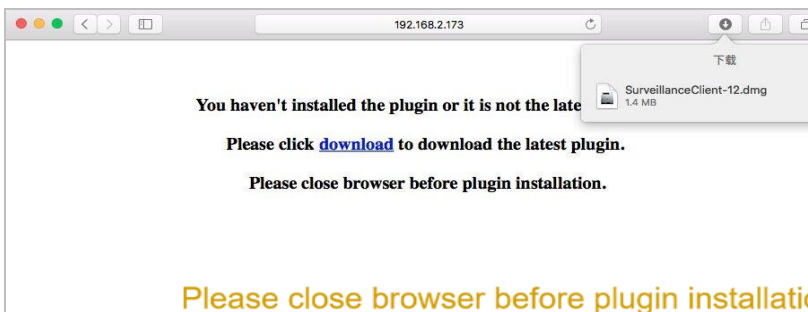 192.168.2.173
下载
SurveillanceClient-12.dmg
1.4 MB
You haven't installed the plugin or it is not the late
Please click download to download the latest plugin.
Please close browser before plugin installation.
Please close browser before plugin installatio